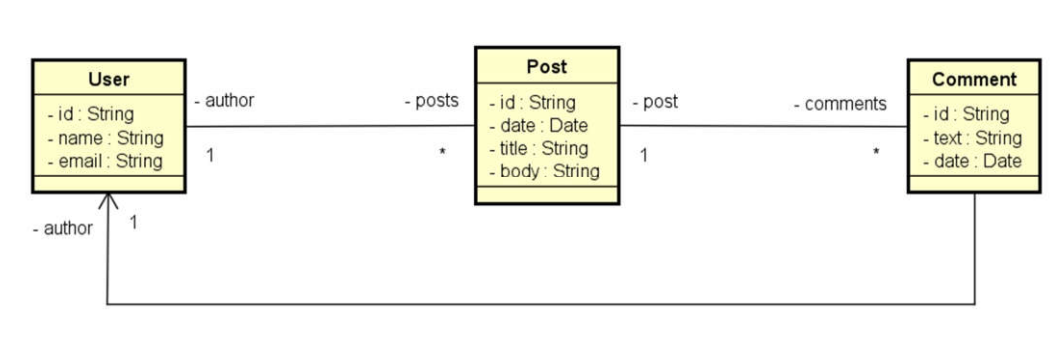 User
- id : String
- name : String
- email : String
- author
1
- posts
*
Post
- id : String
- date : Date
- title : String
- body : String
- post
1
- comments
*
Comment
- id : String
- text : String
- date : Date
- author
1